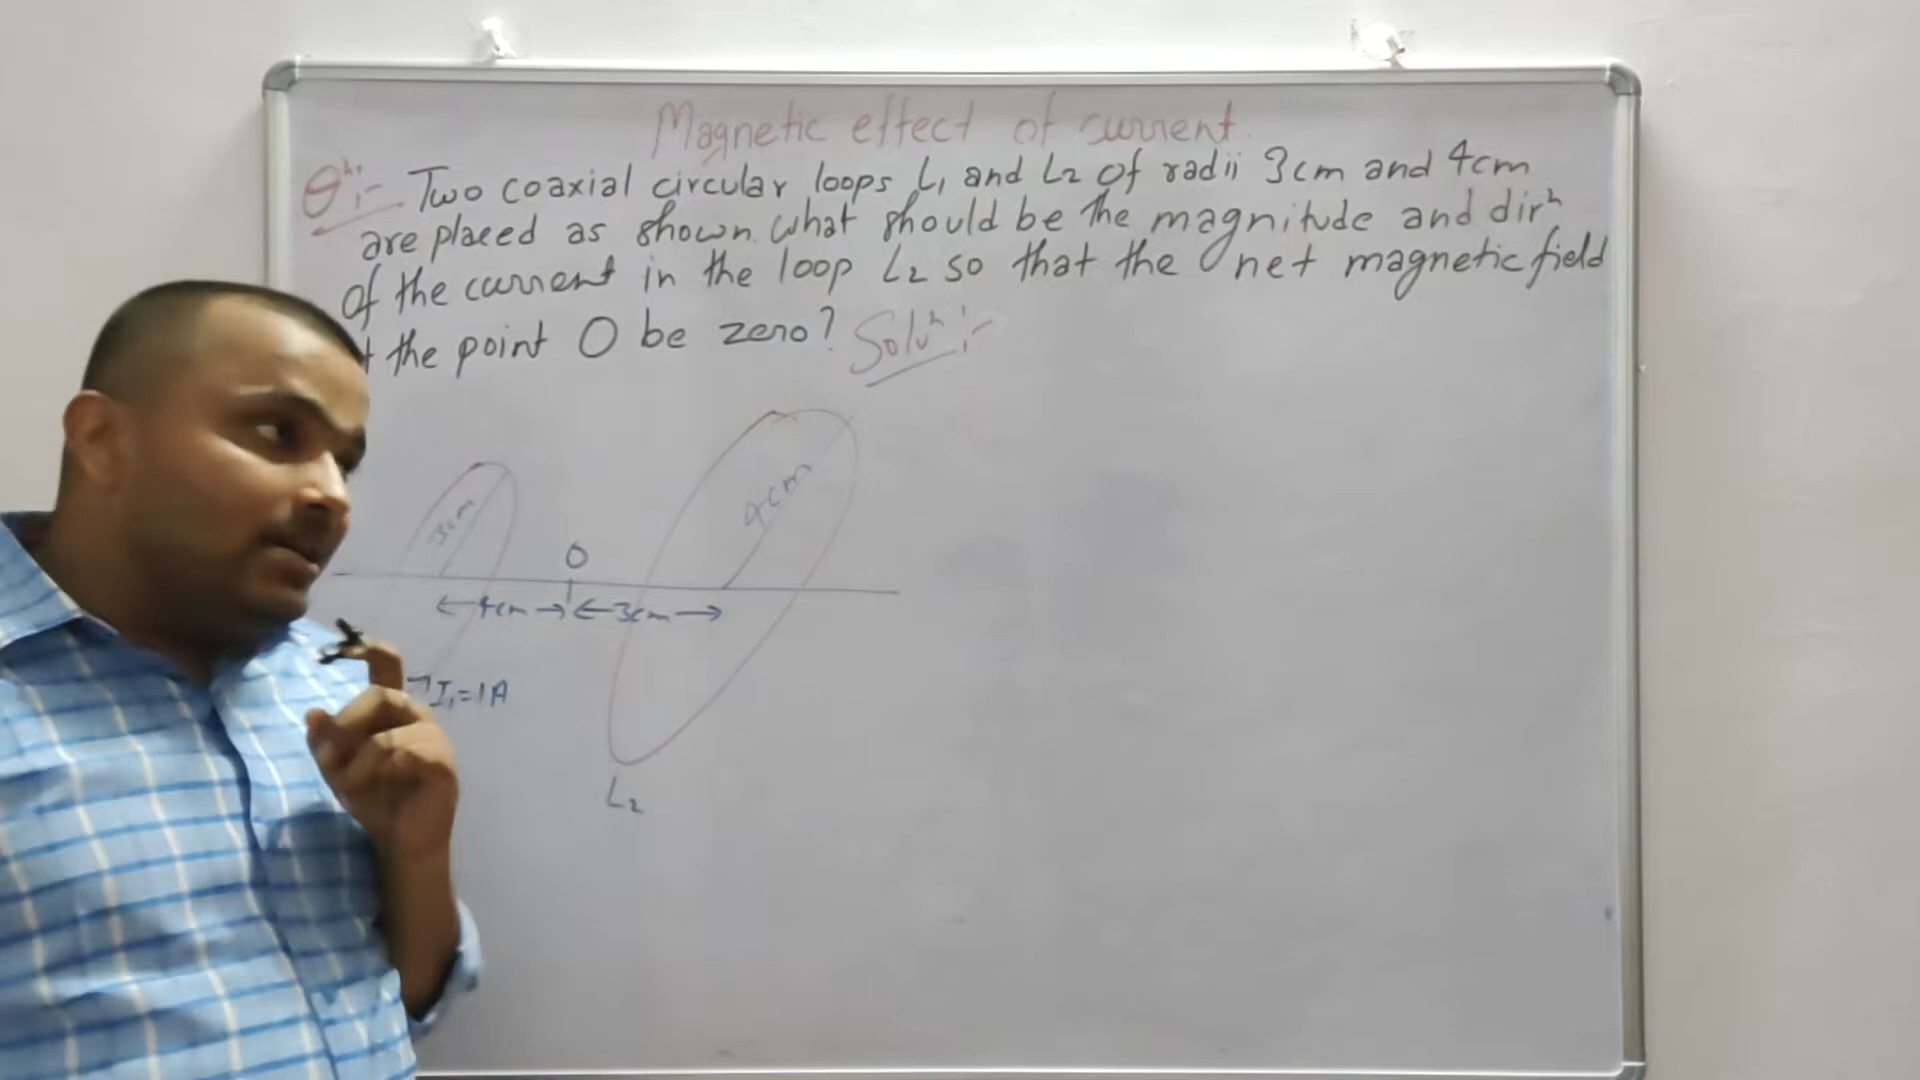 Magnetic effect of current.
Qⁿ:- Two coaxial circular loops L₁ and L₂ of radii 3cm and 4cm
are placed as shown. what should be the magnitude and dirⁿ
of the current in the loop L₂ so that the net magnetic field
the point O be zero? Soluⁿ:-
3cm
4cm
O
4cm
3cm
I₁=1A
L₂